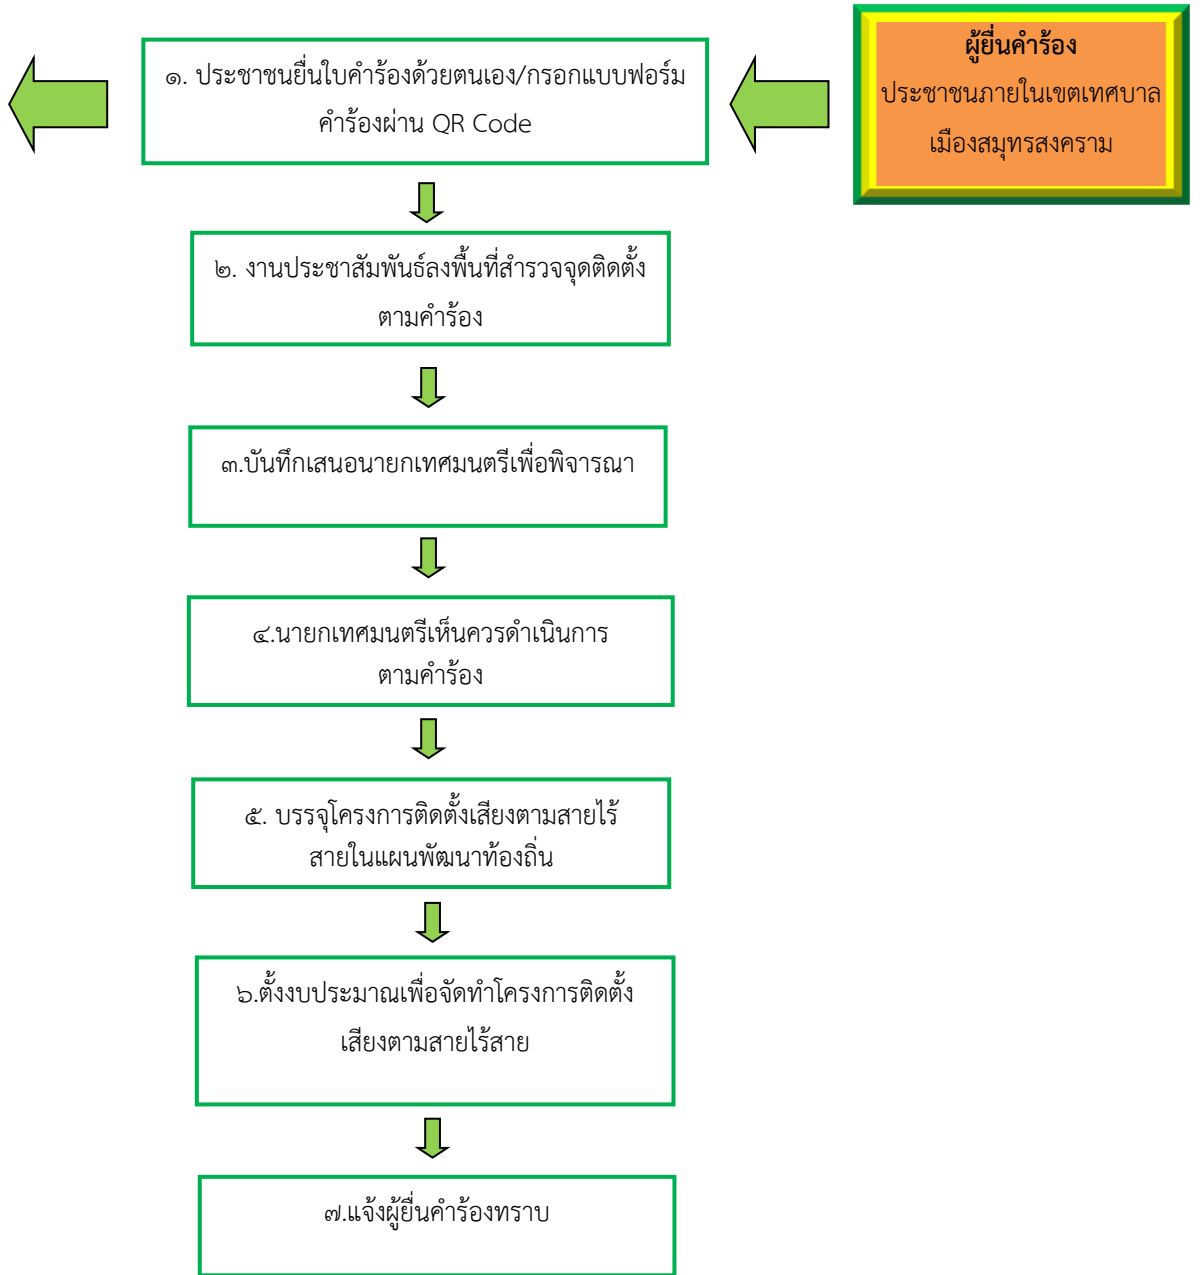 ผู้ยื่นคำร้อง
ประชาชนภายในเขตเทศบาล
เมืองสมุทรสงคราม
๑. ประชาชนยื่นใบคำร้องด้วยตนเอง/กรอกแบบฟอร์ม
คำร้องผ่าน QR Code
๒. งานประชาสัมพันธ์ลงพื้นที่สำรวจจุดติดตั้ง
ตามคำร้อง
๓.บันทึกเสนอนายกเทศมนตรีเพื่อพิจารณา
๔.นายกเทศมนตรีเห็นควรดำเนินการ
ตามคำร้อง
๕. บรรจุโครงการติดตั้งเสียงตามสายไร้
สายในแผนพัฒนาท้องถิ่น
๖.ตั้งงบประมาณเพื่อจัดทำโครงการติดตั้ง
เสียงตามสายไร้สาย
๗.แจ้งผู้ยื่นคำร้องทราบ